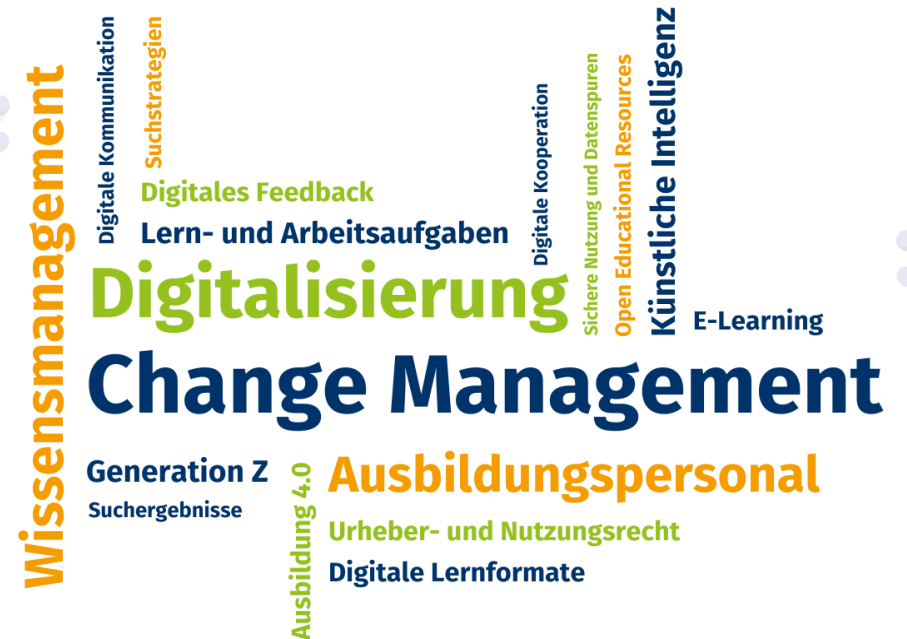 Wissensmanagement
Digitale Kommunikation
Suchstrategien
Digitales Feedback
Lern- und Arbeitsaufgaben
Digitale Kooperation
Sichere Nutzung und Datenspuren
Open Educational Resources
Künstliche Intelligenz
E-Learning
Digitalisierung
Change Management
Generation Z
Suchergebnisse
Ausbildung 4.0
Ausbildungspersonal
Urheber- und Nutzungsrecht
Digitale Lernformate